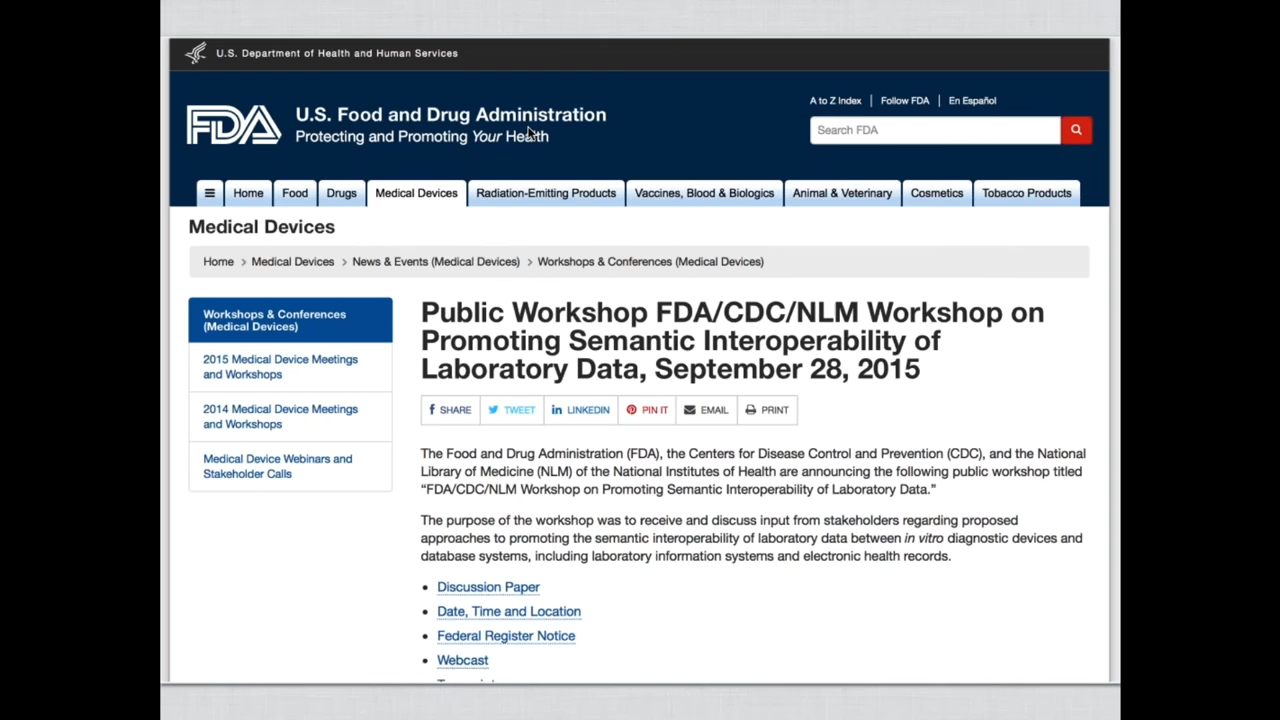 U.S. Department of Health and Human Services
FDA
U.S. Food and Drug Administration
Protecting and Promoting Your Health
A to Z Index | Follow FDA | En Español
Search FDA
Home Food Drugs Medical Devices Radiation-Emitting Products Vaccines, Blood & Biologics Animal & Veterinary Cosmetics Tobacco Products
Medical Devices
Home > Medical Devices > News & Events (Medical Devices) > Workshops & Conferences (Medical Devices)
Workshops & Conferences
(Medical Devices)
2015 Medical Device Meetings
and Workshops
2014 Medical Device Meetings
and Workshops
Medical Device Webinars and
Stakeholder Calls
Public Workshop FDA/CDC/NLM Workshop on
Promoting Semantic Interoperability of
Laboratory Data, September 28, 2015
SHARE TWEET LINKEDIN PIN IT EMAIL PRINT
The Food and Drug Administration (FDA), the Centers for Disease Control and Prevention (CDC), and the National
Library of Medicine (NLM) of the National Institutes of Health are announcing the following public workshop titled
“FDA/CDC/NLM Workshop on Promoting Semantic Interoperability of Laboratory Data.”
The purpose of the workshop was to receive and discuss input from stakeholders regarding proposed
approaches to promoting the semantic interoperability of laboratory data between in vitro diagnostic devices and
database systems, including laboratory information systems and electronic health records.
• Discussion Paper
• Date, Time and Location
• Federal Register Notice
• Webcast